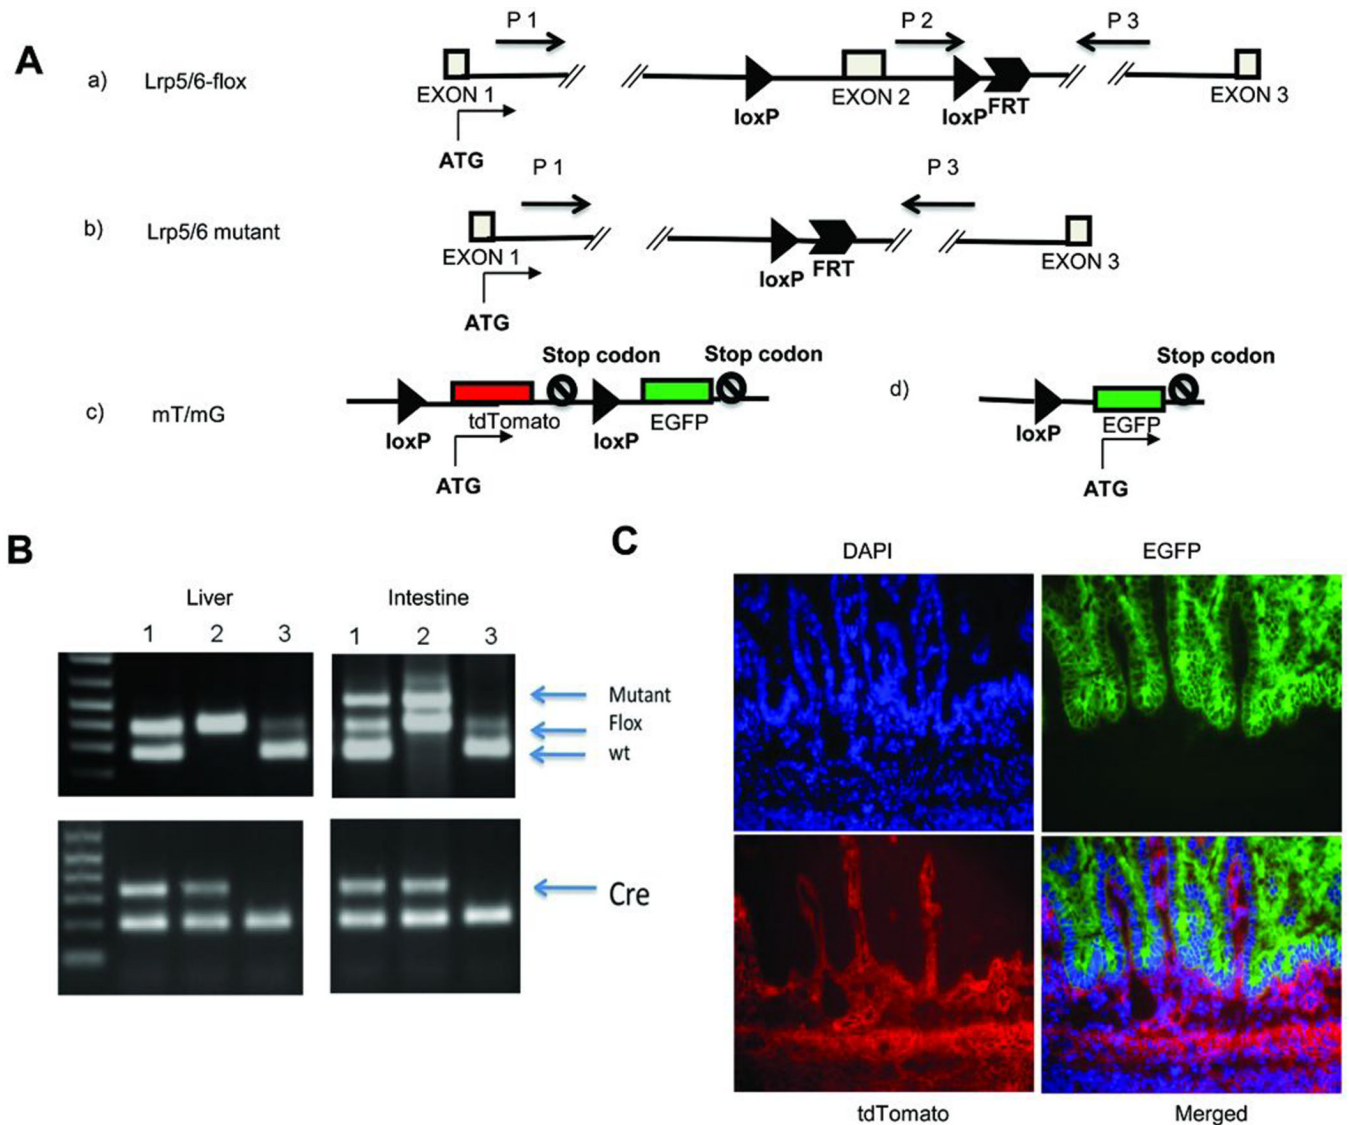 A
P 1
P 2
P 3
a) Lrp5/6-flox
EXON 1
loxP
EXON 2
loxP
FRT
EXON 3
ATG
P 1
P 3
b) Lrp5/6 mutant
EXON 1
loxP
FRT
EXON 3
ATG
Stop codon
Stop codon
Stop codon
c) mT/mG
d)
loxP
tdTomato
loxP
EGFP
loxP
EGFP
ATG
ATG
B
C
DAPI
EGFP
Liver
Intestine
1 2 3
1 2 3
Mutant
Flox
wt
Cre
tdTomato
Merged